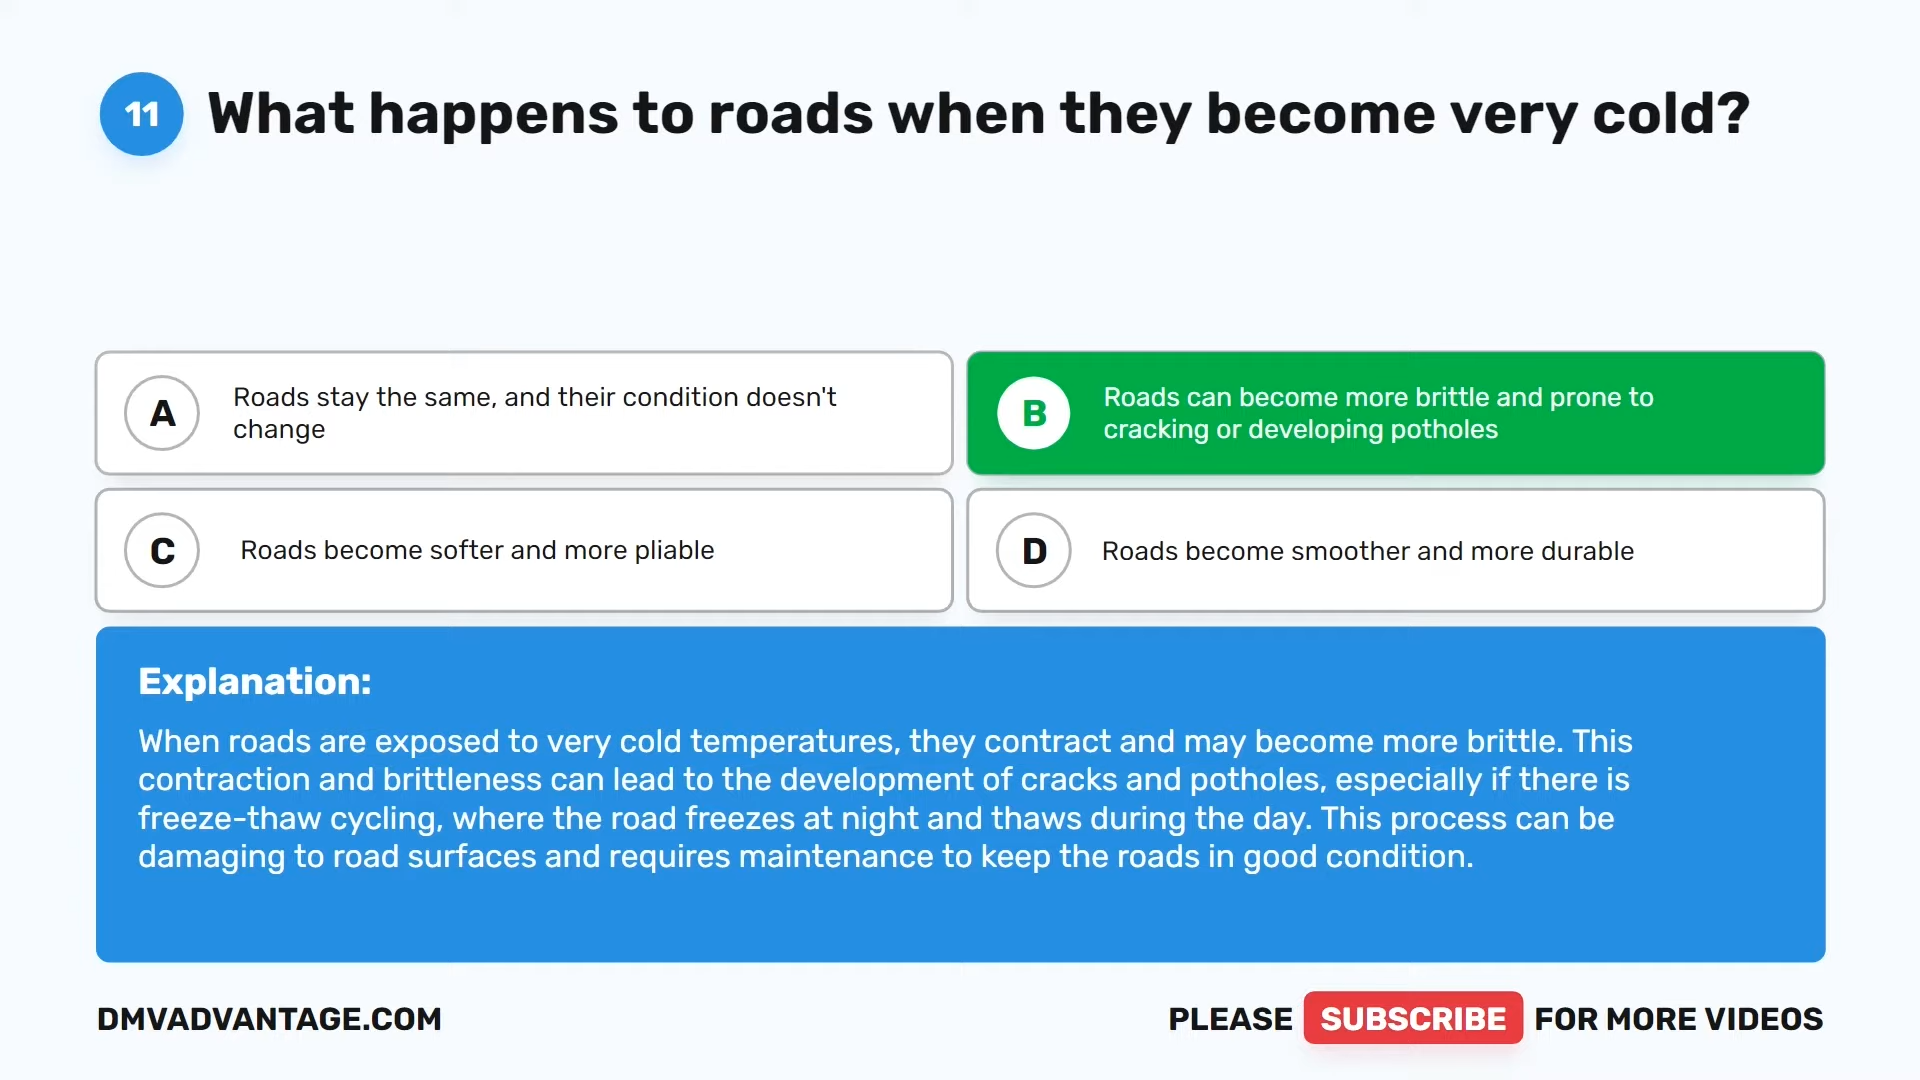 11 What happens to roads when they become very cold?
A Roads stay the same, and their condition doesn't
change
B Roads can become more brittle and prone to
cracking or developing potholes
C Roads become softer and more pliable
D Roads become smoother and more durable
Explanation:
When roads are exposed to very cold temperatures, they contract and may become more brittle. This
contraction and brittleness can lead to the development of cracks and potholes, especially if there is
freeze-thaw cycling, where the road freezes at night and thaws during the day. This process can be
damaging to road surfaces and requires maintenance to keep the roads in good condition.
DMVADVANTAGE.COM
PLEASE SUBSCRIBE FOR MORE VIDEOS